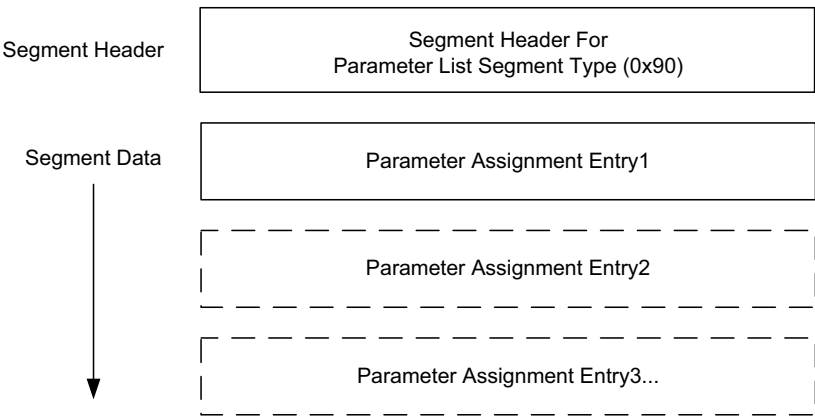 Segment Header
Segment Header For
Parameter List Segment Type (0x90)
Segment Data
Parameter Assignment Entry1
Parameter Assignment Entry2
Parameter Assignment Entry3...